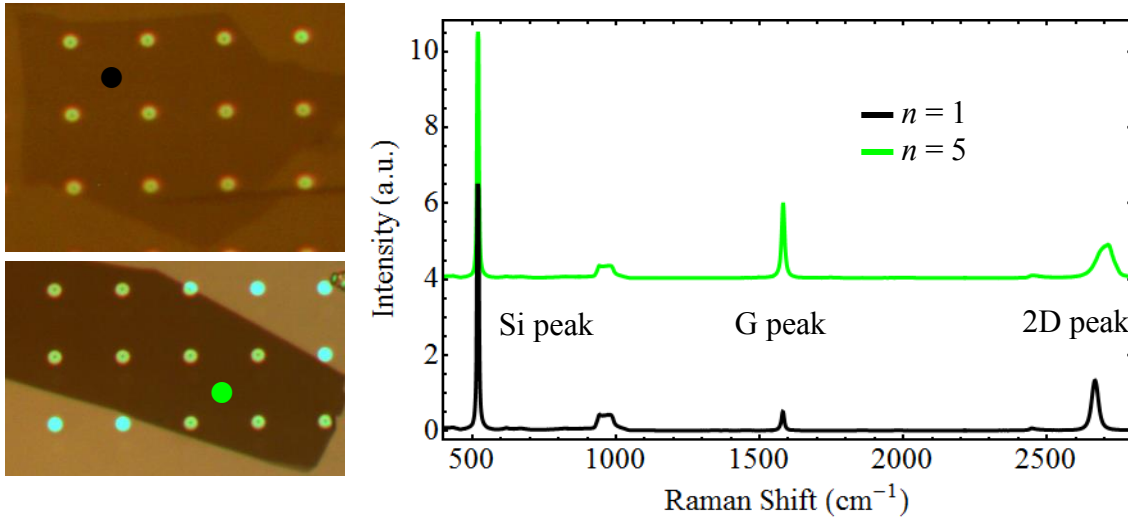 10
8
6
4
2
0
Intensity (a.u.)
n = 1
n = 5
Si peak
G peak
2D peak
500
1000
1500
2000
2500
Raman Shift (cm⁻¹)